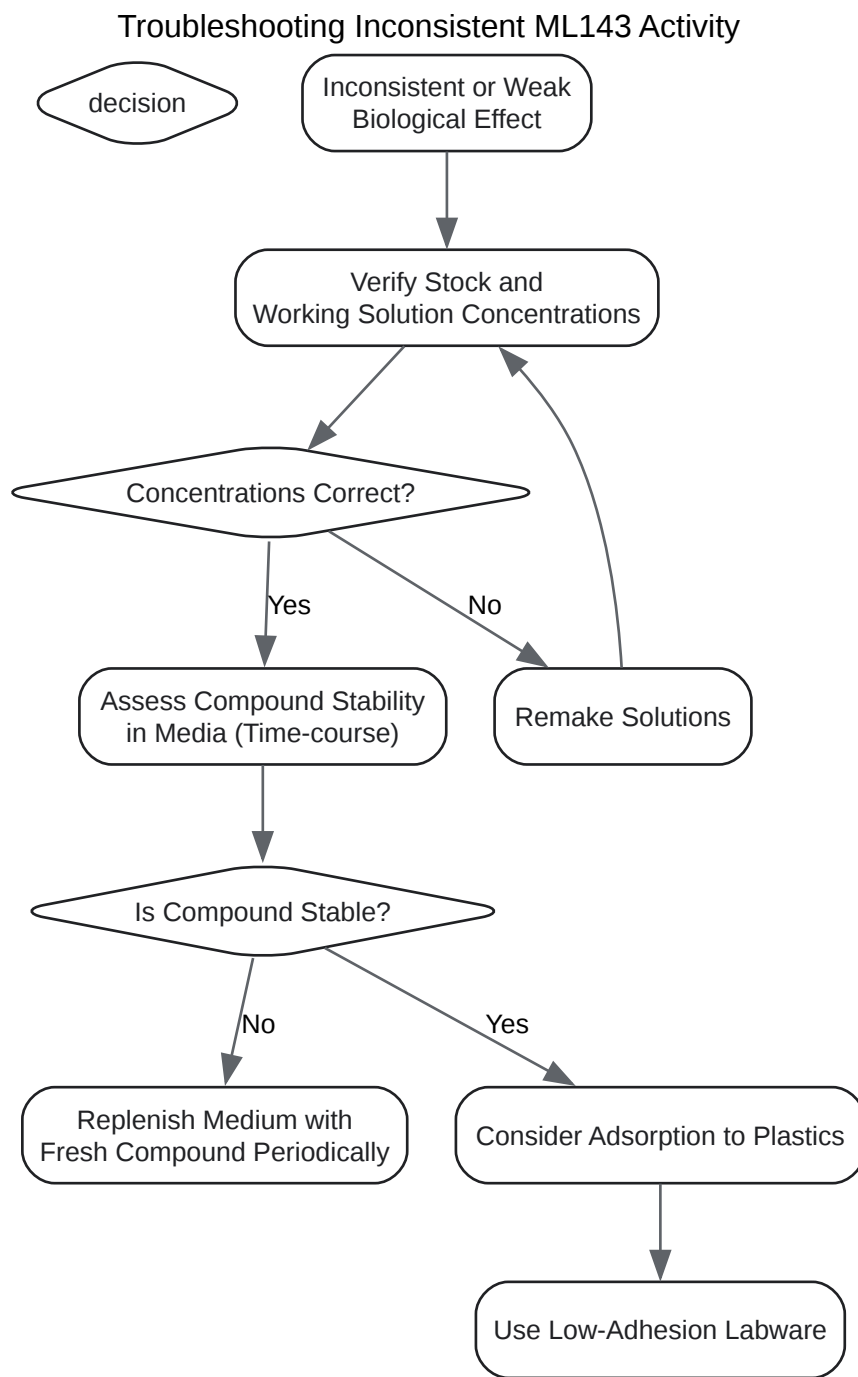 Troubleshooting Inconsistent ML143 Activity
decision
Inconsistent or Weak
Biological Effect
Verify Stock and
Working Solution Concentrations
Concentrations Correct?
Yes
No
Assess Compound Stability
in Media (Time-course)
Remake Solutions
Is Compound Stable?
No
Yes
Replenish Medium with
Fresh Compound Periodically
Consider Adsorption to Plastics
Use Low-Adhesion Labware